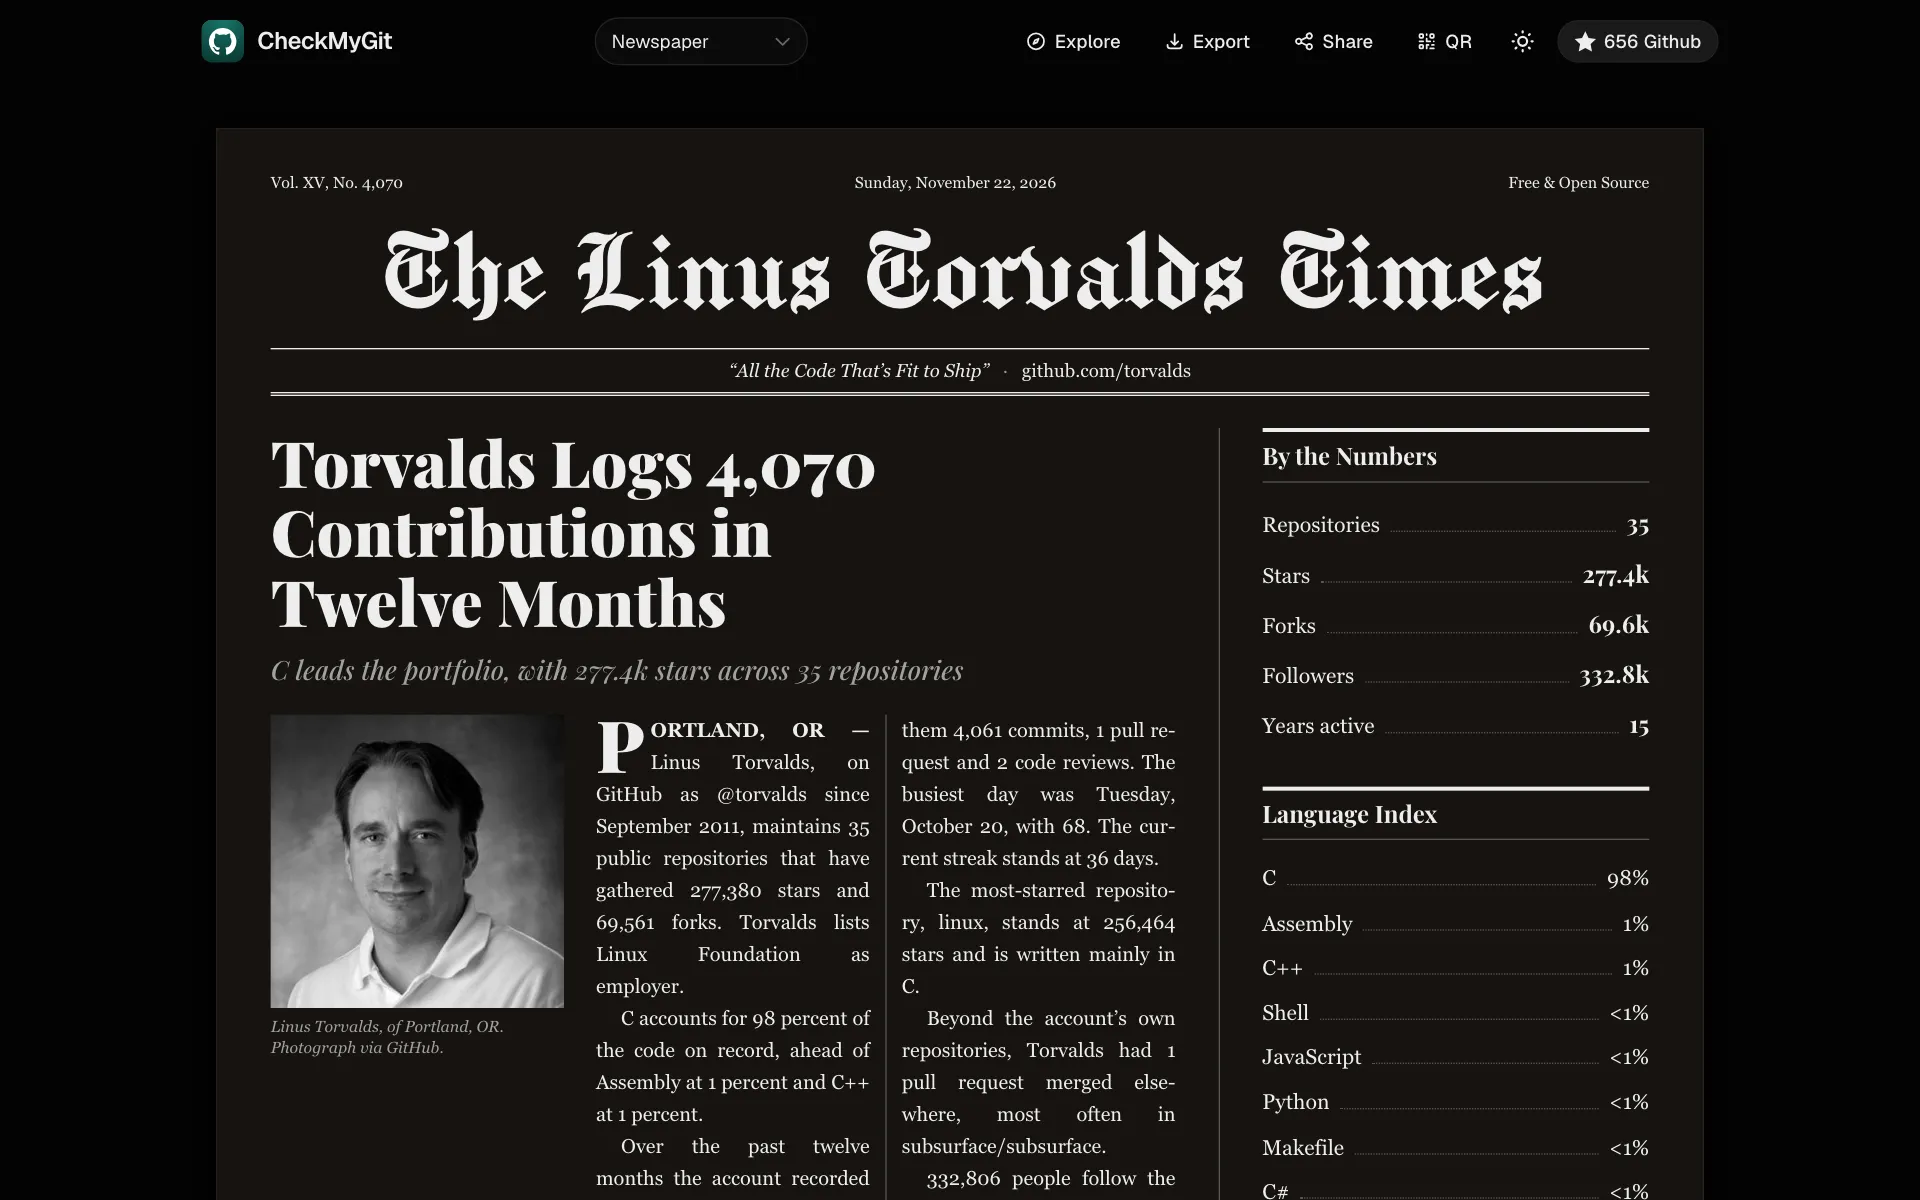 CheckMyGit
Newspaper
Explore
Export
Share
QR
656 Github
Vol. XV, No. 4,070
Sunday, November 22, 2026
Free & Open Source
The Linus Torvalds Times
“All the Code That’s Fit to Ship” · github.com/torvalds
Torvalds Logs 4,070
Contributions in
Twelve Months
C leads the portfolio, with 277.4k stars across 35 repositories
Linus Torvalds, of Portland, OR.
Photograph via GitHub.
PORTLAND, OR —
Linus Torvalds, on
GitHub as @torvalds since
September 2011, maintains 35
public repositories that have
gathered 277,380 stars and
69,561 forks. Torvalds lists
Linux Foundation as
employer.
C accounts for 98 percent of
the code on record, ahead of
Assembly at 1 percent and C++
at 1 percent.
Over the past twelve
months the account recorded
them 4,061 commits, 1 pull re-
quest and 2 code reviews. The
busiest day was Tuesday,
October 20, with 68. The cur-
rent streak stands at 36 days.
The most-starred reposito-
ry, linux, stands at 256,464
stars and is written mainly in
C.
Beyond the account’s own
repositories, Torvalds had 1
pull request merged else-
where, most often in
subsurface/subsurface.
332,806 people follow the
By the Numbers
Repositories 35
Stars 277.4k
Forks 69.6k
Followers 332.8k
Years active 15
Language Index
C 98%
Assembly 1%
C++ 1%
Shell <1%
JavaScript <1%
Python <1%
Makefile <1%
C# <1%